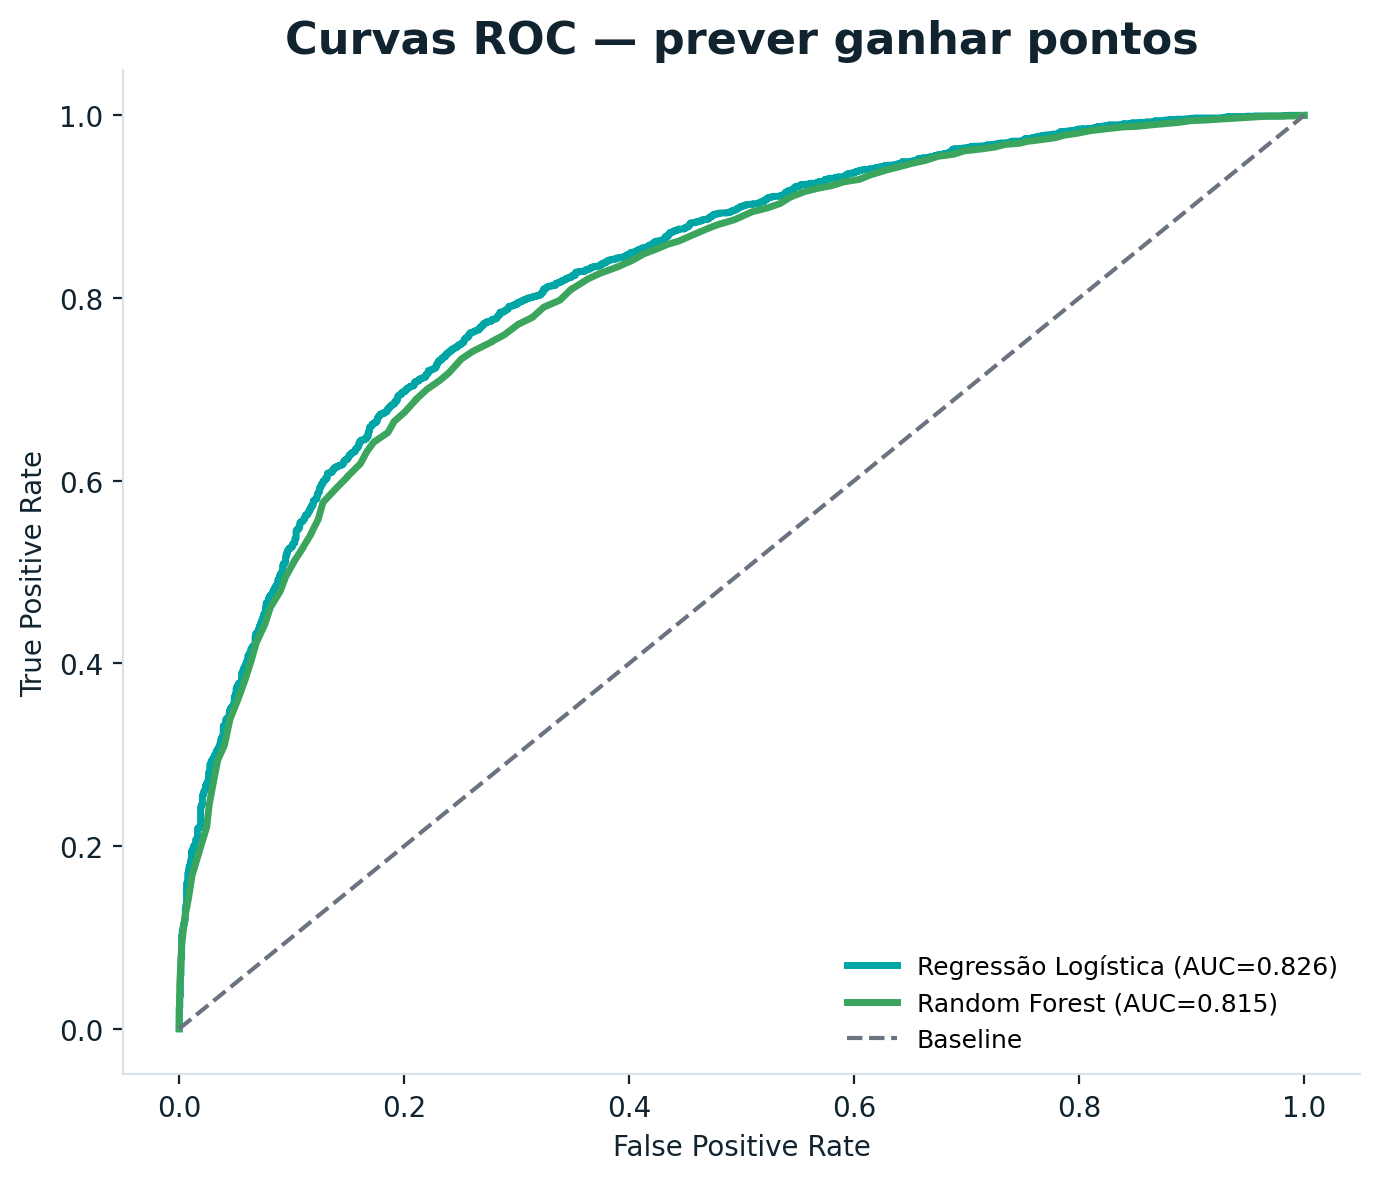 Curvas ROC — prever ganhar pontos
True Positive Rate
1.0
0.8
0.6
0.4
0.2
0.0
Regressão Logística (AUC=0.826)
Random Forest (AUC=0.815)
Baseline
0.0 0.2 0.4 0.6 0.8 1.0
False Positive Rate